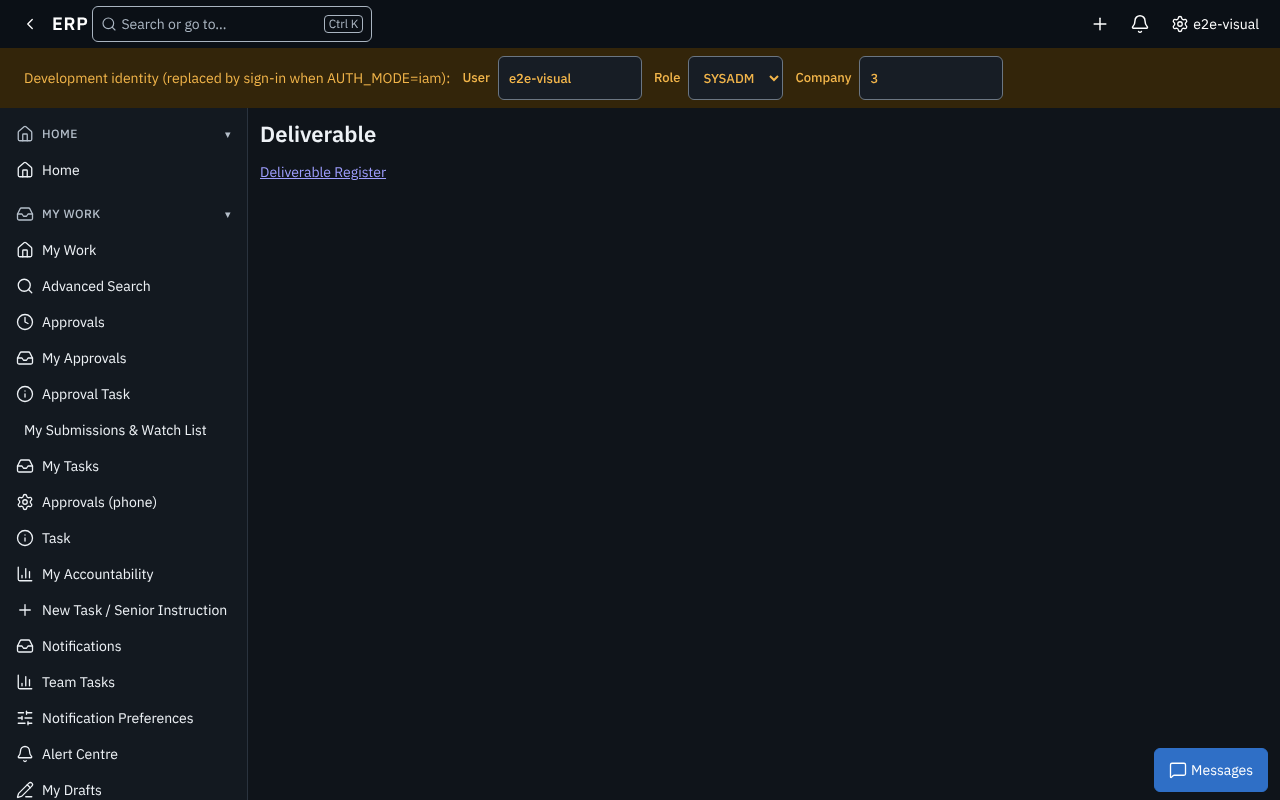 ERP
Search or go to...
Ctrl K
e2e-visual
Development identity (replaced by sign-in when AUTH_MODE=iam): User e2e-visual Role SYSADM Company 3
HOME
Home
MY WORK
My Work
Advanced Search
Approvals
My Approvals
Approval Task
My Submissions & Watch List
My Tasks
Approvals (phone)
Task
My Accountability
New Task / Senior Instruction
Notifications
Team Tasks
Notification Preferences
Alert Centre
My Drafts
Deliverable
Deliverable Register
Messages